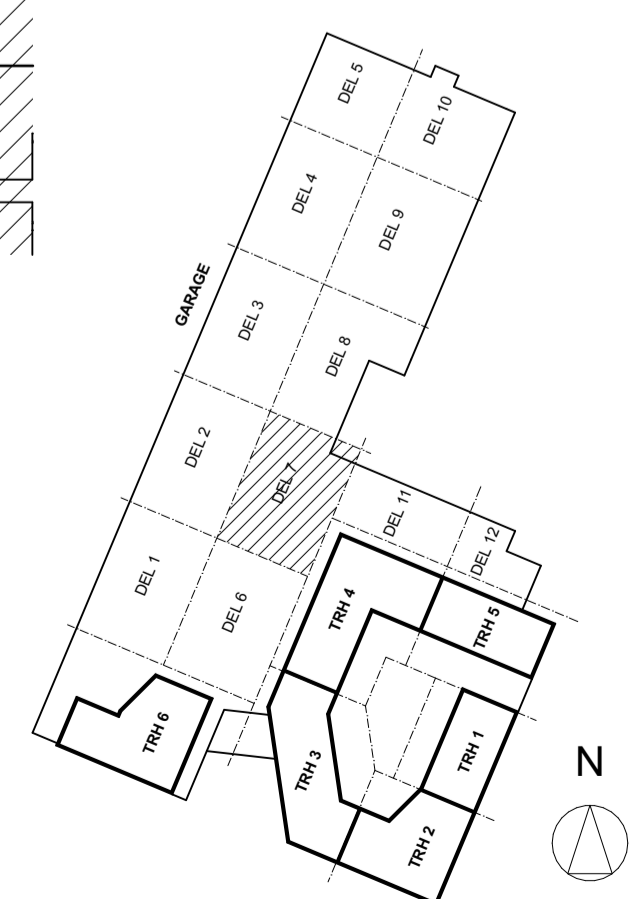 DEL 5
DEL 10
DEL 4
DEL 9
GARAGE
DEL 3
DEL 8
DEL 2
DEL 7
DEL 11
DEL 12
DEL 1
DEL 6
TRH 4
TRH 5
TRH 6
TRH 3
TRH 1
TRH 2
N